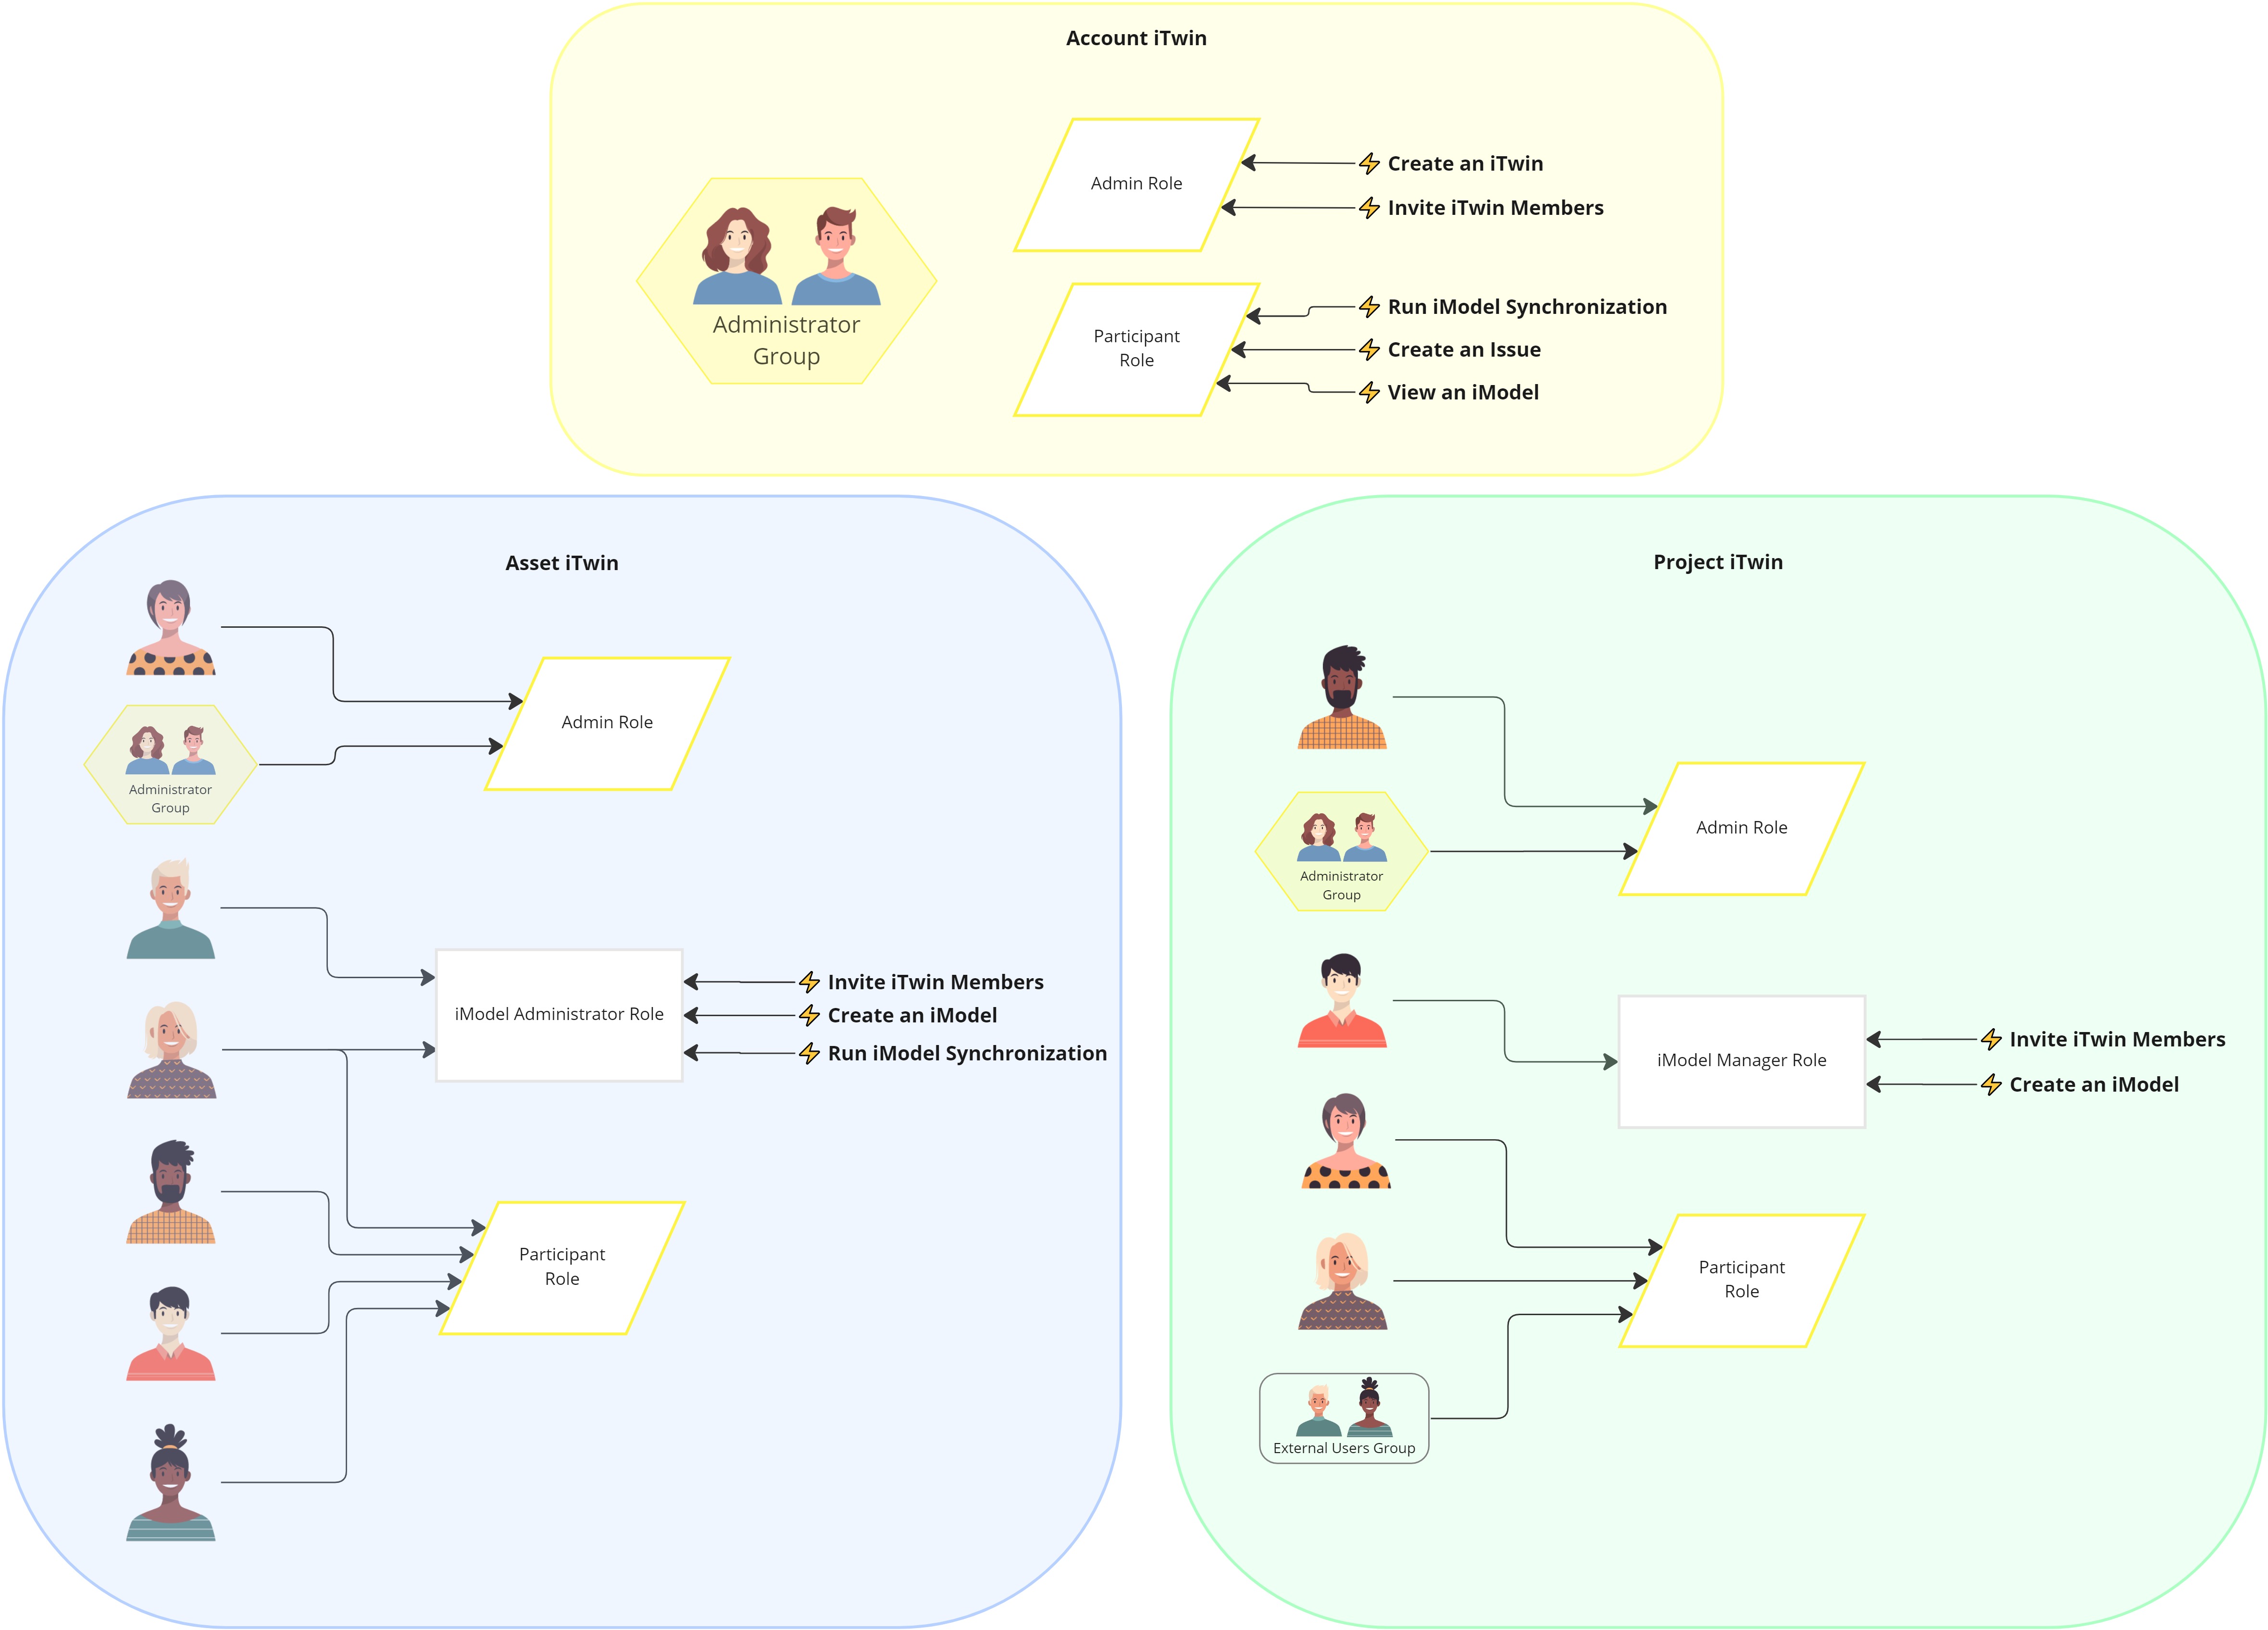 Account iTwin
Admin Role
Create an iTwin
Invite iTwin Members
Administrator
Group
Participant
Role
Run iModel Synchronization
Create an Issue
View an iModel
Asset iTwin
Admin Role
Administrator
Group
iModel Administrator Role
Invite iTwin Members
Create an iModel
Run iModel Synchronization
Participant
Role
Project iTwin
Admin Role
Administrator
Group
iModel Manager Role
Invite iTwin Members
Create an iModel
Participant
Role
External Users Group